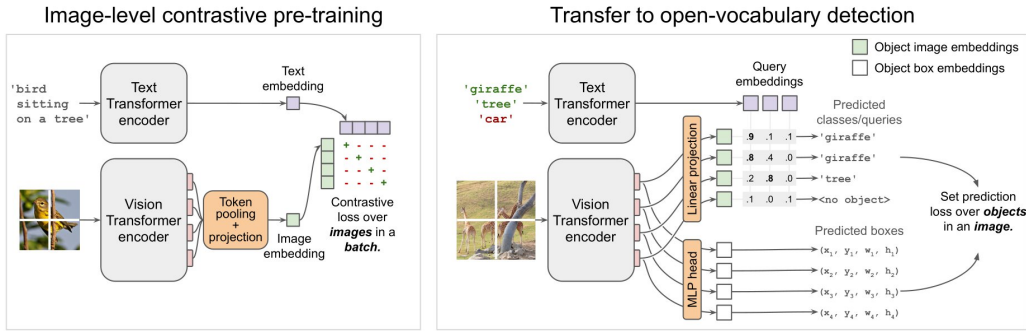 Image-level contrastive pre-training
'bird
sitting
on a tree'
Text
Transformer
encoder
Text
embedding
Vision
Transformer
encoder
Token
pooling
+
projection
Image
embedding
+ - - -
- + - -
- - + -
- - - +
Contrastive
loss over
images in a
batch.
Transfer to open-vocabulary detection
Object image embeddings
Object box embeddings
'giraffe'
'tree'
'car'
Text
Transformer
encoder
Query
embeddings
Vision
Transformer
encoder
Linear projection
Predicted
classes/queries
.9 .1 .1 'giraffe'
.8 .4 .0 'giraffe'
.2 .8 .0 'tree'
.1 .0 .1 <no object>
MLP head
Predicted boxes
(x₁, y₁, w₁, h₁)
(x₂, y₂, w₂, h₂)
(x₃, y₃, w₃, h₃)
(x₄, y₄, w₄, h₄)
Set prediction
loss over objects
in an image.